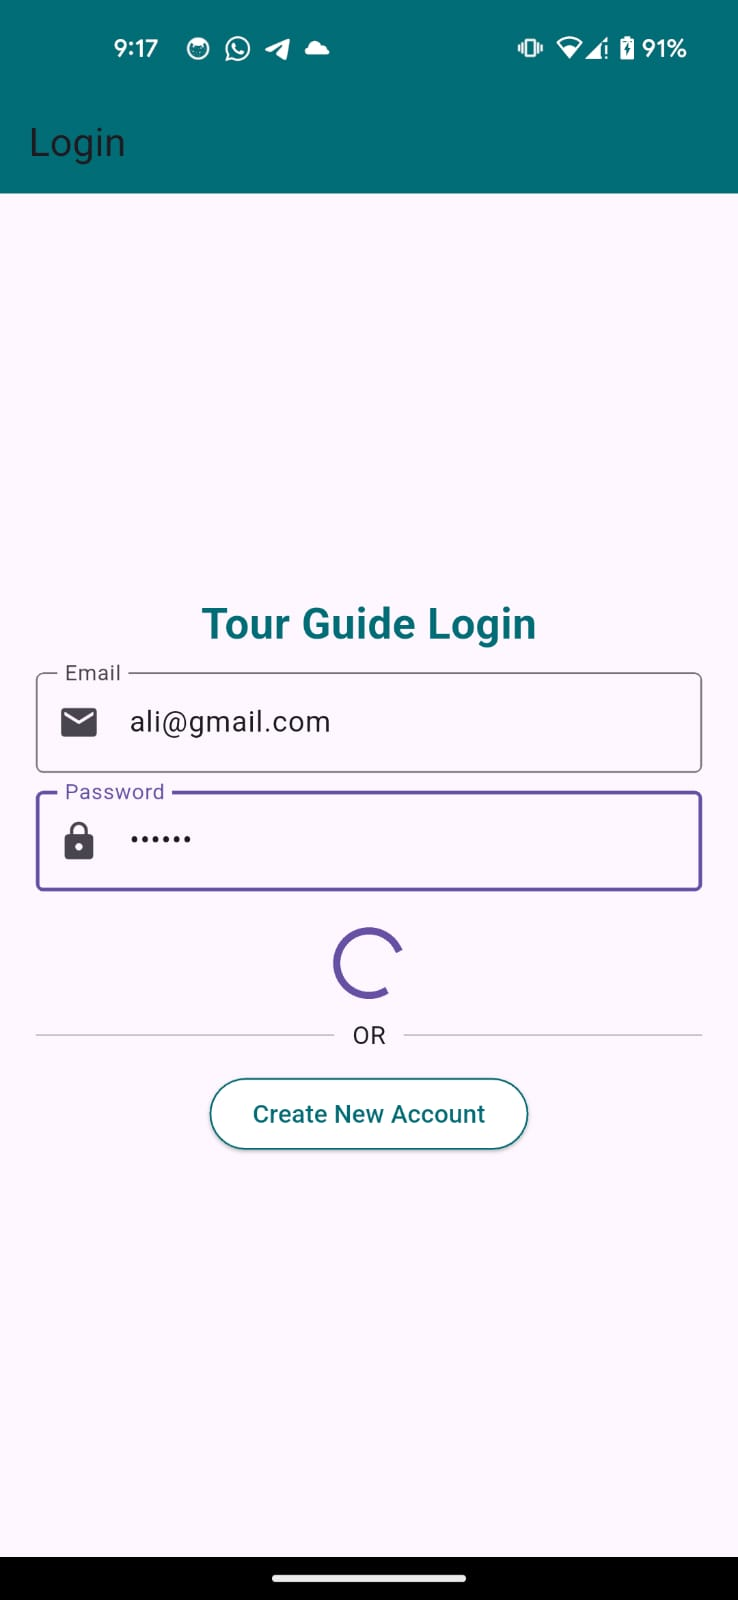 9:17 91%
Login
Tour Guide Login
Email
ali@gmail.com
Password
••••••
OR
Create New Account